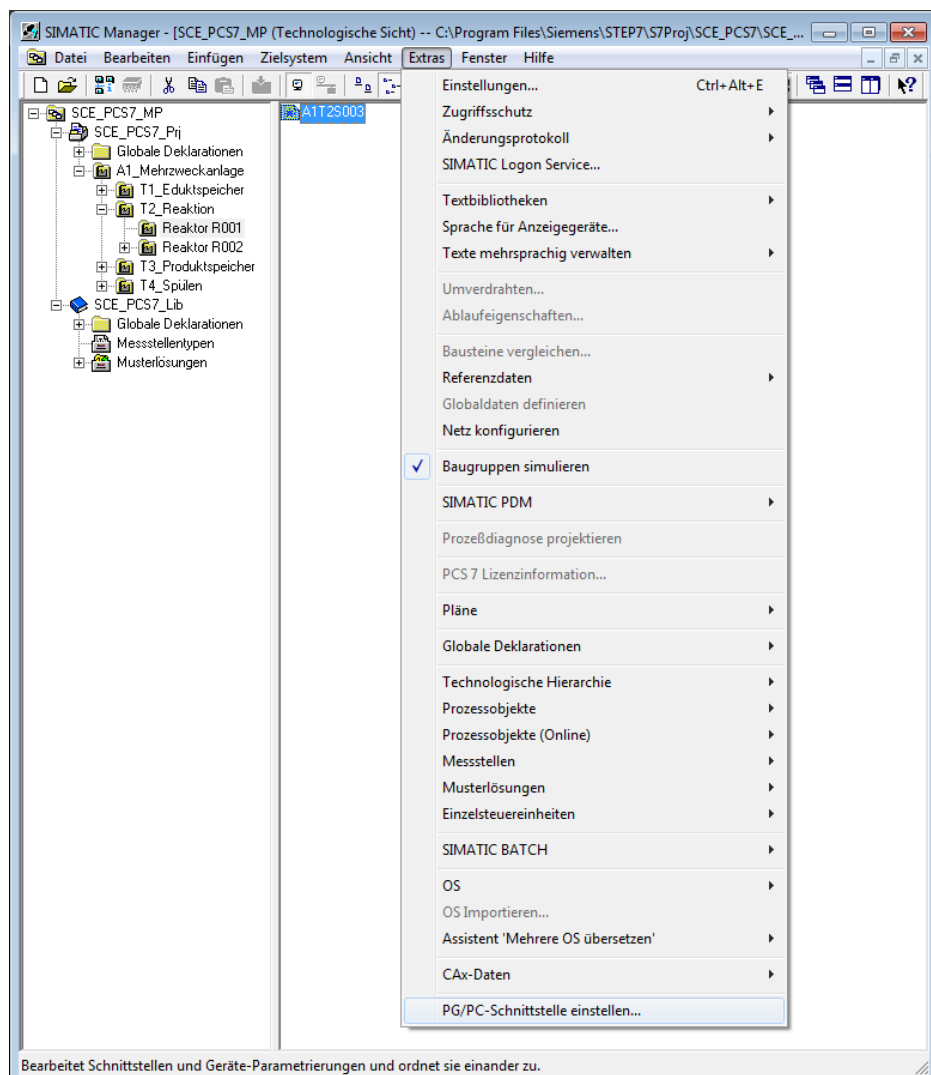 SIMATIC Manager - [SCE_PCS7_MP (Technologische Sicht) -- C:\Program Files\Siemens\STEP7\S7Proj\SCE_PCS7\SCE_...
Datei Bearbeiten Einfügen Zielsystem Ansicht Extras Fenster Hilfe
SCE_PCS7_MP
SCE_PCS7_Prj
Globale Deklarationen
A1_Mehrzweckanlage
T1_Eduktspeicher
T2_Reaktion
Reaktor R001
Reaktor R002
T3_Produktspeicher
T4_Spülen
SCE_PCS7_Lib
Globale Deklarationen
Messstellentypen
Musterlösungen
A1T2S003
Einstellungen... Ctrl+Alt+E
Zugriffsschutz
Änderungsprotokoll
SIMATIC Logon Service...
Textbibliotheken
Sprache für Anzeigegeräte...
Texte mehrsprachig verwalten
Umverdrahten...
Ablaufeigenschaften...
Bausteine vergleichen...
Referenzdaten
Globaldaten definieren
Netz konfigurieren
Baugruppen simulieren
SIMATIC PDM
Prozeßdiagnose projektieren
PCS 7 Lizenzinformation...
Pläne
Globale Deklarationen
Technologische Hierarchie
Prozessobjekte
Prozessobjekte (Online)
Messstellen
Musterlösungen
Einzelsteuereinheiten
SIMATIC BATCH
OS
OS Importieren...
Assistent 'Mehrere OS übersetzen'
CAx-Daten
PG/PC-Schnittstelle einstellen...
Bearbeitet Schnittstellen und Geräte-Parametrierungen und ordnet sie einander zu.